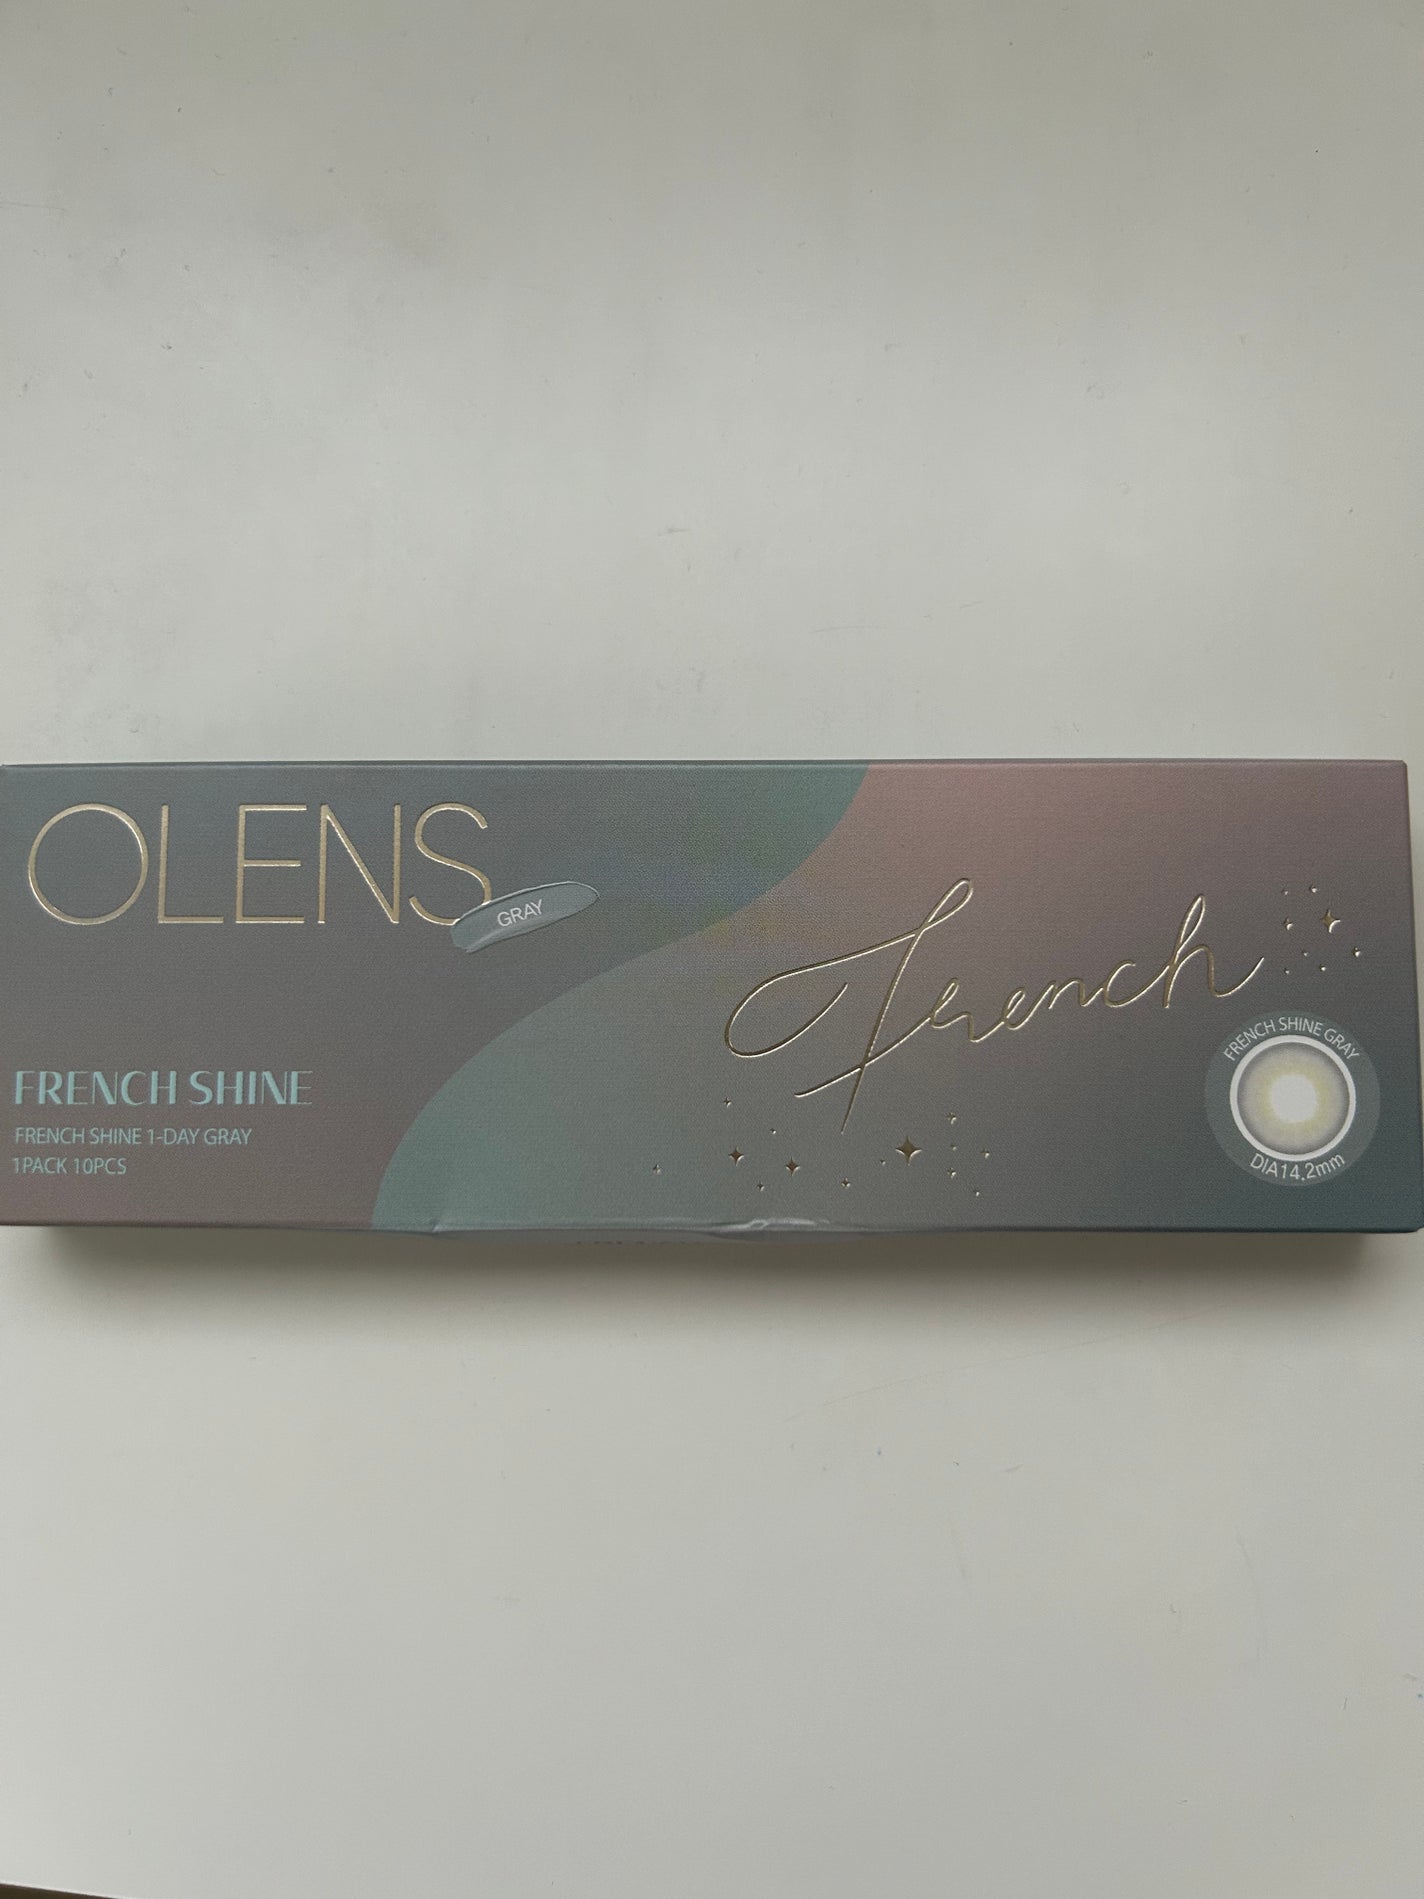 OLENS
GRAY
French
FRENCH SHINE
FRENCH SHINE 1-DAY GRAY
1PACK 10PCS
FRENCH SHINE GRAY
DIA14.2mm